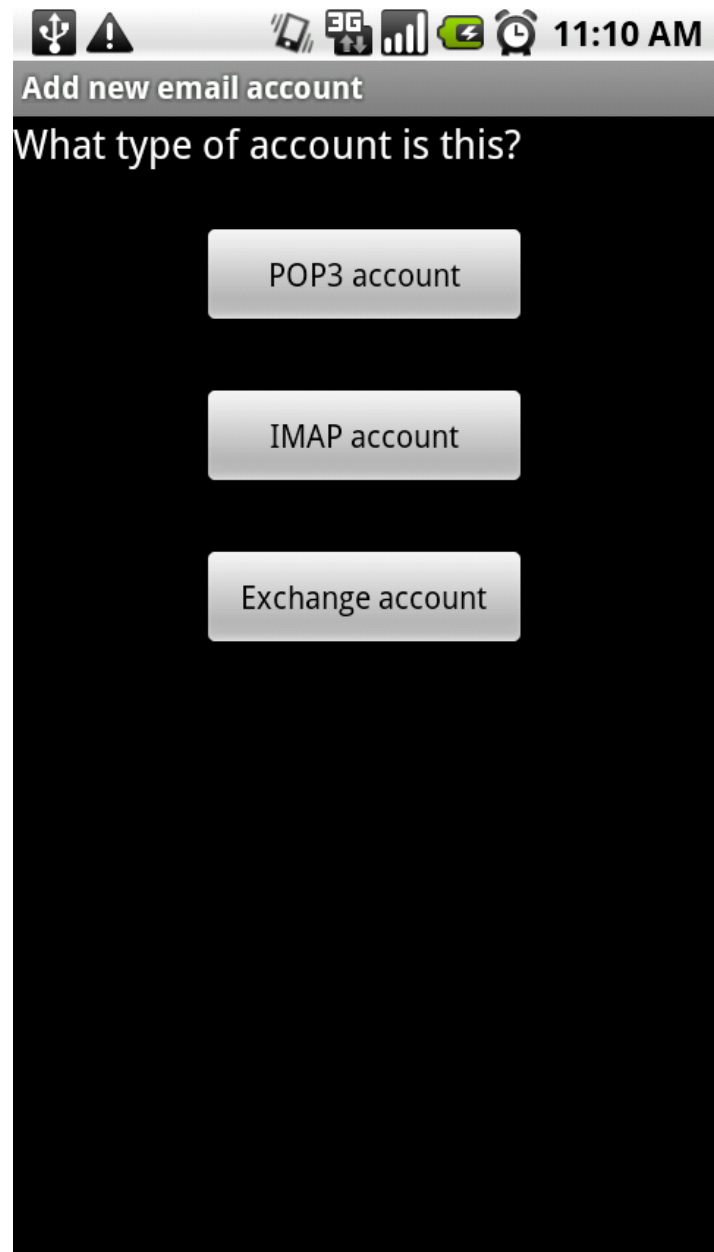 3G 11:10 AM
Add new email account
What type of account is this?
POP3 account
IMAP account
Exchange account